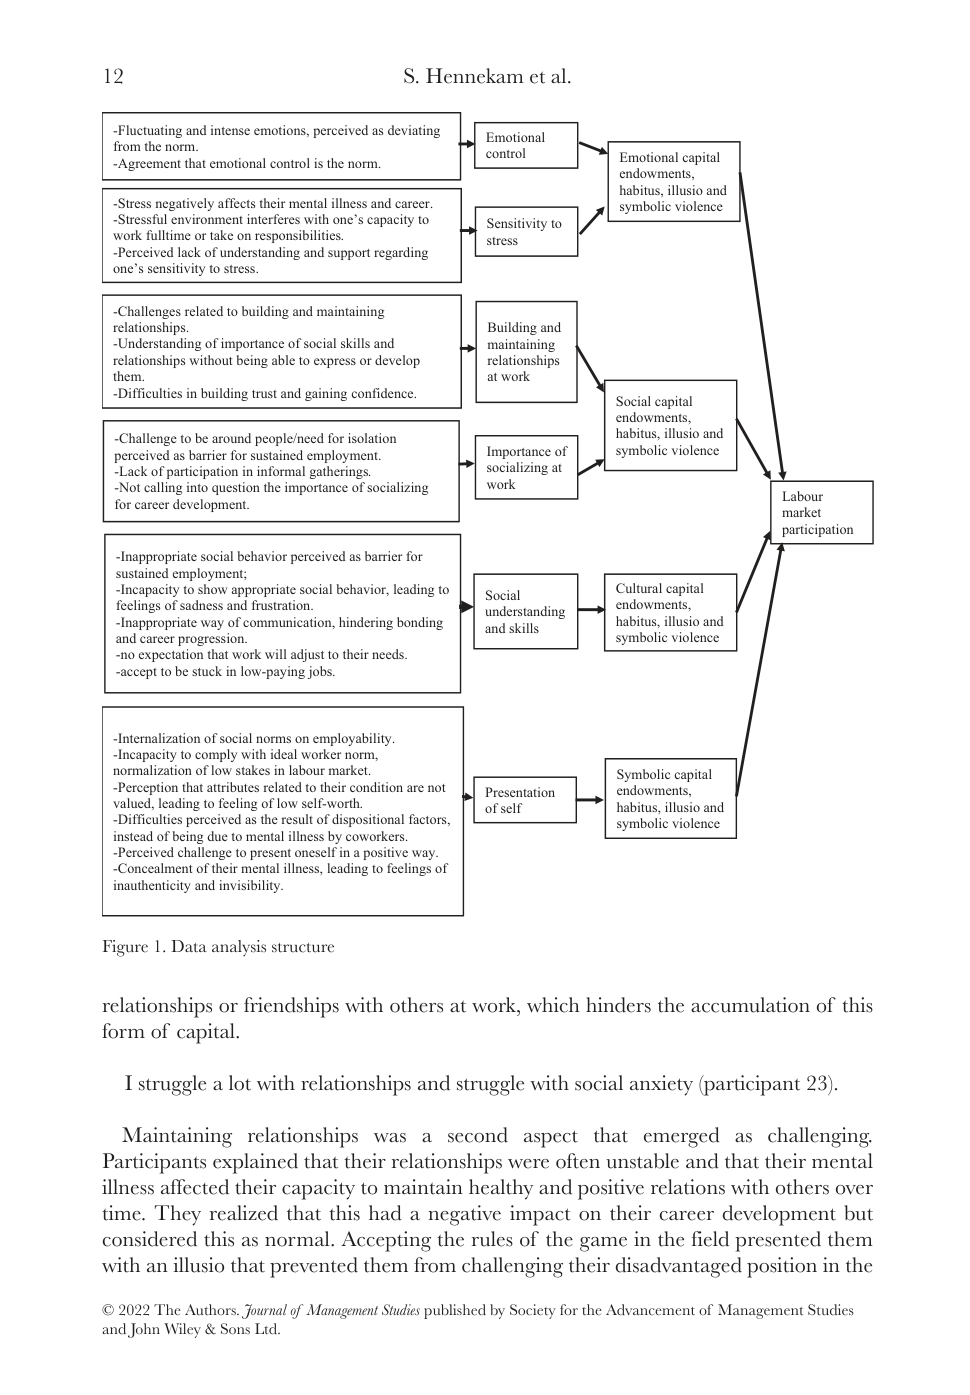 12
S. Hennekam et al.
-Fluctuating and intense emotions, perceived as deviating
from the norm.
-Agreement that emotional control is the norm.
Emotional
control
-Stress negatively affects their mental illness and career.
-Stressful environment interferes with one’s capacity to
work fulltime or take on responsibilities.
-Perceived lack of understanding and support regarding
one’s sensitivity to stress.
Sensitivity to
stress
Emotional capital
endowments,
habitus, illusio and
symbolic violence
-Challenges related to building and maintaining
relationships.
-Understanding of importance of social skills and
relationships without being able to express or develop
them.
-Difficulties in building trust and gaining confidence.
Building and
maintaining
relationships
at work
-Challenge to be around people/need for isolation
perceived as barrier for sustained employment.
-Lack of participation in informal gatherings.
-Not calling into question the importance of socializing
for career development.
Importance of
socializing at
work
Social capital
endowments,
habitus, illusio and
symbolic violence
-Inappropriate social behavior perceived as barrier for
sustained employment;
-Incapacity to show appropriate social behavior, leading to
feelings of sadness and frustration.
-Inappropriate way of communication, hindering bonding
and career progression.
-no expectation that work will adjust to their needs.
-accept to be stuck in low-paying jobs.
Social
understanding
and skills
Cultural capital
endowments,
habitus, illusio and
symbolic violence
-Internalization of social norms on employability.
-Incapacity to comply with ideal worker norm,
normalization of low stakes in labour market.
-Perception that attributes related to their condition are not
valued, leading to feeling of low self-worth.
-Difficulties perceived as the result of dispositional factors,
instead of being due to mental illness by coworkers.
-Perceived challenge to present oneself in a positive way.
-Concealment of their mental illness, leading to feelings of
inauthenticity and invisibility.
Presentation
of self
Symbolic capital
endowments,
habitus, illusio and
symbolic violence
Labour
market
participation
Figure 1. Data analysis structure
relationships or friendships with others at work, which hinders the accumulation of this
form of capital.
I struggle a lot with relationships and struggle with social anxiety (participant 23).
Maintaining relationships was a second aspect that emerged as challenging.
Participants explained that their relationships were often unstable and that their mental
illness affected their capacity to maintain healthy and positive relations with others over
time. They realized that this had a negative impact on their career development but
considered this as normal. Accepting the rules of the game in the field presented them
with an illusio that prevented them from challenging their disadvantaged position in the
© 2022 The Authors. Journal of Management Studies published by Society for the Advancement of Management Studies
and John Wiley & Sons Ltd.